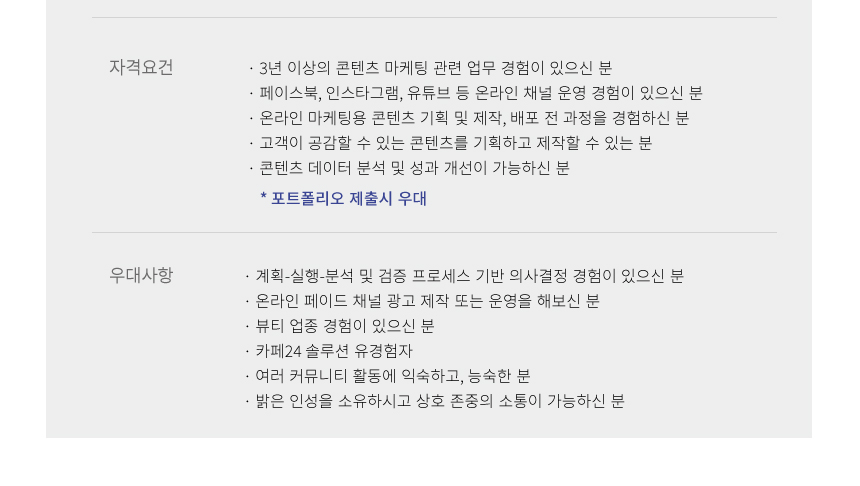 자격요건
· 3년 이상의 콘텐츠 마케팅 관련 업무 경험이 있으신 분
· 페이스북, 인스타그램, 유튜브 등 온라인 채널 운영 경험이 있으신 분
· 온라인 마케팅용 콘텐츠 기획 및 제작, 배포 전 과정을 경험하신 분
· 고객이 공감할 수 있는 콘텐츠를 기획하고 제작할 수 있는 분
· 콘텐츠 데이터 분석 및 성과 개선이 가능하신 분
* 포트폴리오 제출시 우대
우대사항
· 계획-실행-분석 및 검증 프로세스 기반 의사결정 경험이 있으신 분
· 온라인 페이드 채널 광고 제작 또는 운영을 해보신 분
· 뷰티 업종 경험이 있으신 분
· 카페24 솔루션 유경험자
· 여러 커뮤니티 활동에 익숙하고, 능숙한 분
· 밝은 인성을 소유하시고 상호 존중의 소통이 가능하신 분